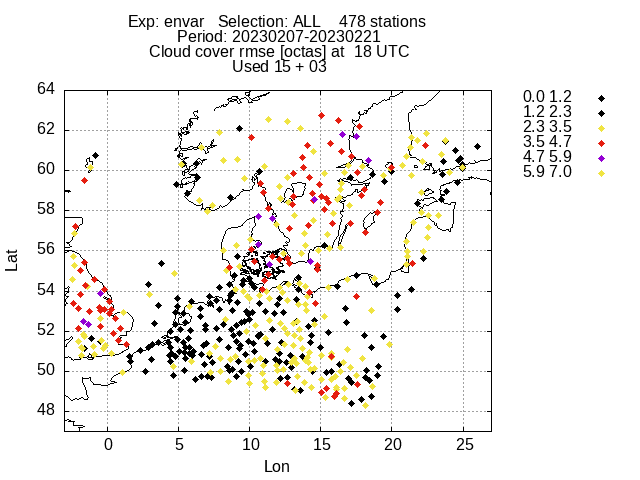 Exp: envar   Selection: ALL    478 stations
Period: 20230207-20230221
Cloud cover rmse [octas] at  18 UTC
Used 15 + 03
0.0 1.2
1.2 2.3
2.3 3.5
3.5 4.7
4.7 5.9
5.9 7.0
64
62
60
58
56
54
52
50
48
Lat
0 5 10 15 20 25
Lon